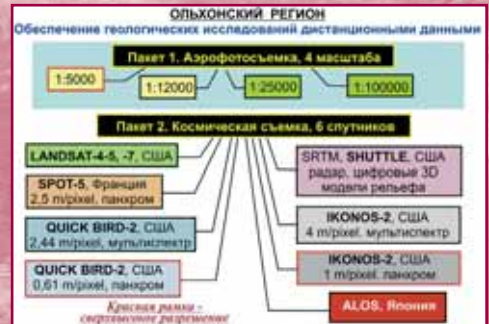 ОЛЬХОНСКИЙ РЕГИОН
Обеспечение геологических исследований дистанционными данными
Пакет 1. Аэрофотосъемка, 4 масштаба
1:5000
1:12000
1:25000
1:100000
Пакет 2. Космическая съемка, 6 спутников
LANDSAT-4-5, -7, США
SPOT-5, Франция
2,5 m/pixel, панхром
QUICK BIRD-2, США
2,44 m/pixel, мультиспектр
QUICK BIRD-2, США
0,61 m/pixel, панхром
Красная рамка -
сверхвысокое разрешение
SRTM, SHUTTLE, США
радар, цифровые 3D
модели рельефа
IKONOS-2, США
4 m/pixel. мультиспектр
IKONOS-2, США
1 m/pixel. панхром
ALOS, Япония